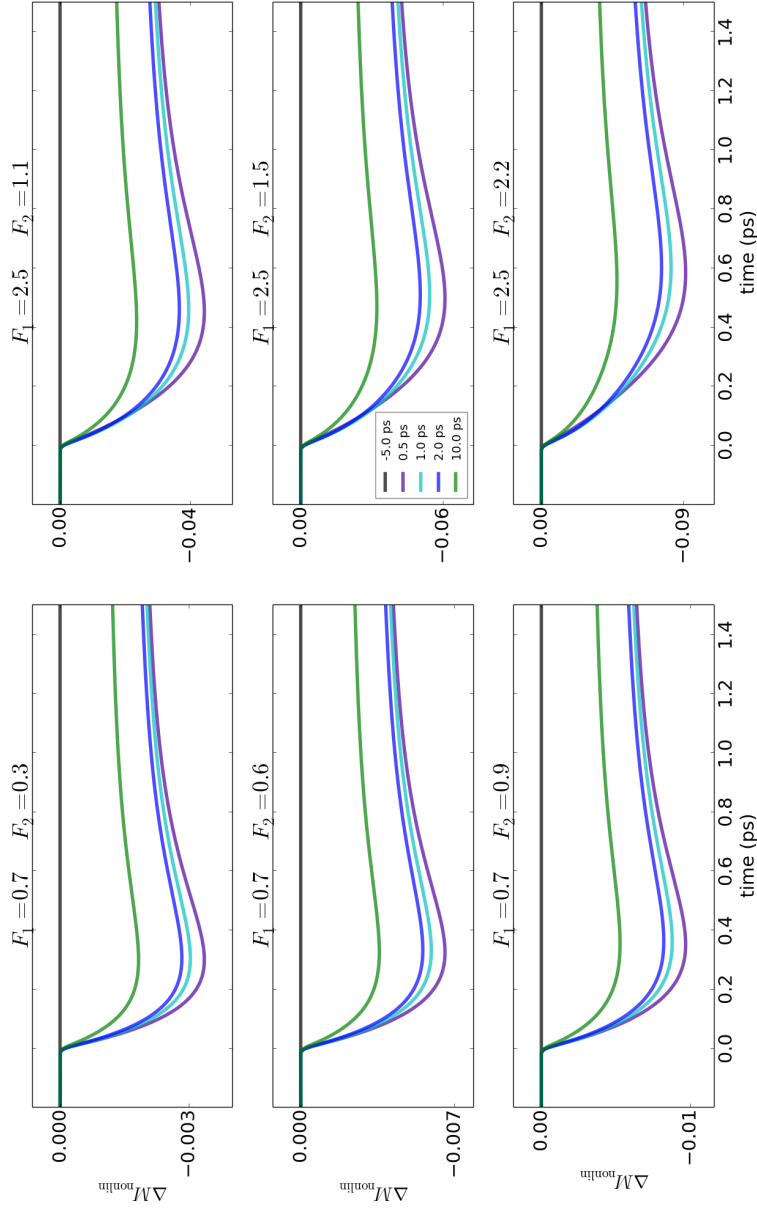 F₁ = 0.7 F₂ = 0.3
0.000
−0.003
ΔM_nonlin
F₁ = 2.5 F₂ = 1.1
0.00
−0.04
F₁ = 0.7 F₂ = 0.6
0.000
−0.007
ΔM_nonlin
F₁ = 2.5 F₂ = 1.5
0.00
−0.06
-5.0 ps
0.5 ps
1.0 ps
2.0 ps
10.0 ps
F₁ = 0.7 F₂ = 0.9
0.00
−0.01
ΔM_nonlin
0.0 0.2 0.4 0.6 0.8 1.0 1.2 1.4
time (ps)
F₁ = 2.5 F₂ = 2.2
0.00
−0.09
0.0 0.2 0.4 0.6 0.8 1.0 1.2 1.4
time (ps)